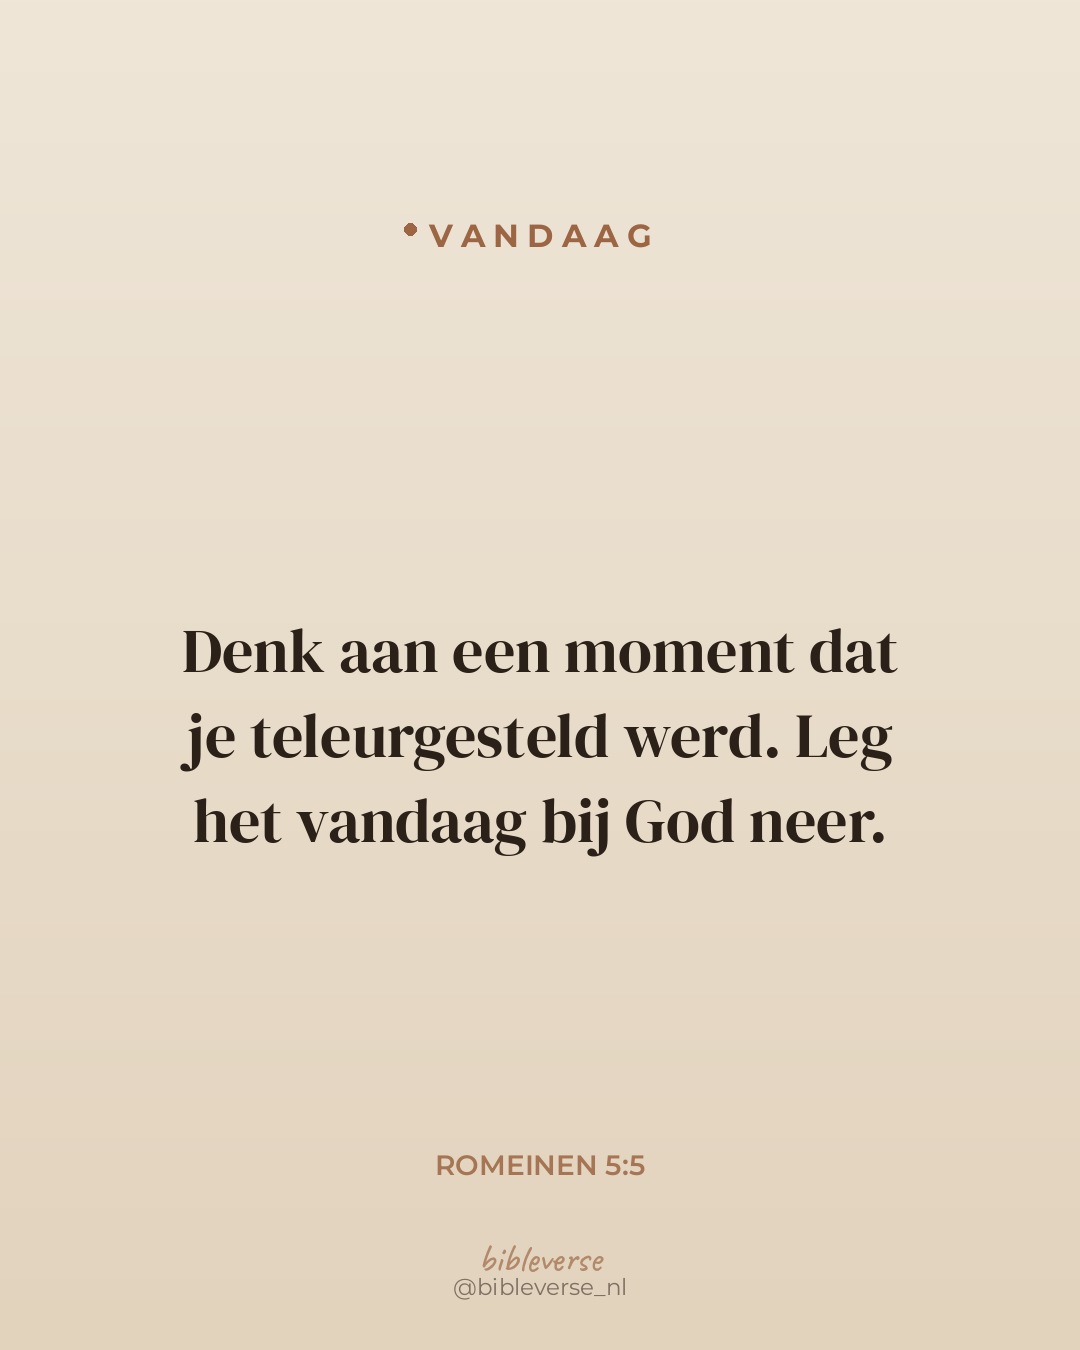 • VANDAAG
Denk aan een moment dat
je teleurgesteld werd. Leg
het vandaag bij God neer.
ROMEINEN 5:5
bibleverse
@bibleverse_nl